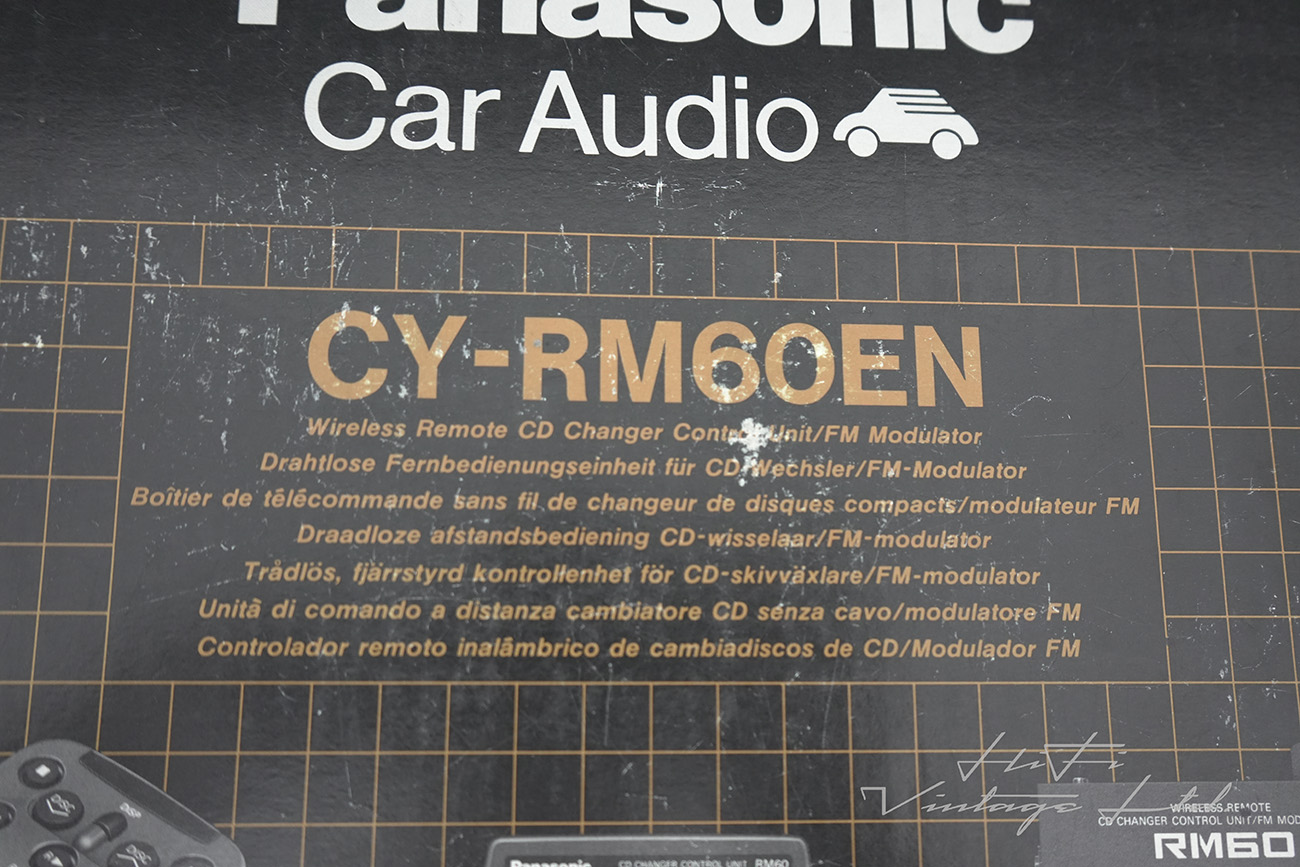 Panasonic
Car Audio
CY-RM60EN
Wireless Remote CD Changer Control Unit/FM Modulator
Drahtlose Fernbedienungseinheit für CD-Wechsler/FM-Modulator
Boîtier de télécommande sans fil de changeur de disques compacts/modulateur FM
Draadloze afstandsbediening CD-wisselaar/FM-modulator
Trådlös, fjärrstyrd kontrollenhet för CD-skivväxlare/FM-modulator
Unità di comando a distanza cambiatore CD senza cavo/modulatore FM
Controlador remoto inalámbrico de cambiadiscos de CD/Modulador FM
HiFi
Vintage Ltd
WIRELESS REMOTE
CD CHANGER CONTROL UNIT/FM MOD
RM60
Panasonic CD CHANGER CONTROL UNIT RM60